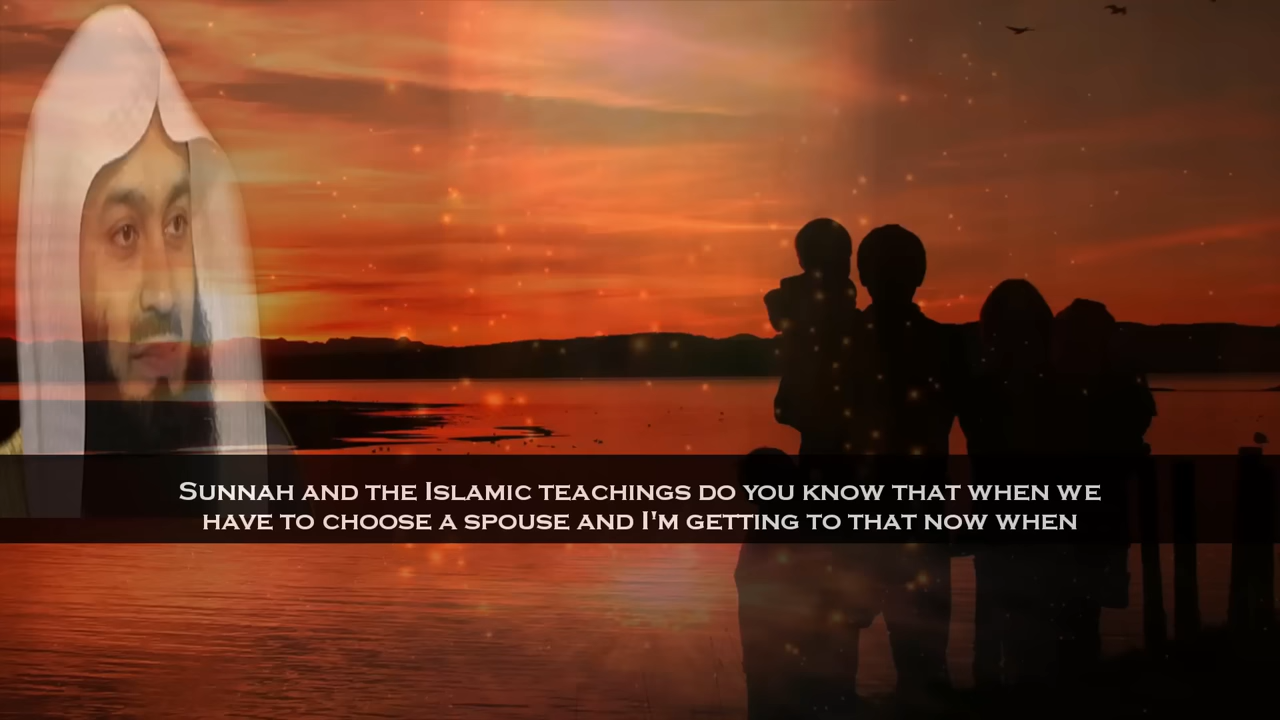 Sunnah and the Islamic teachings do you know that when we
have to choose a spouse and I'm getting to that now when